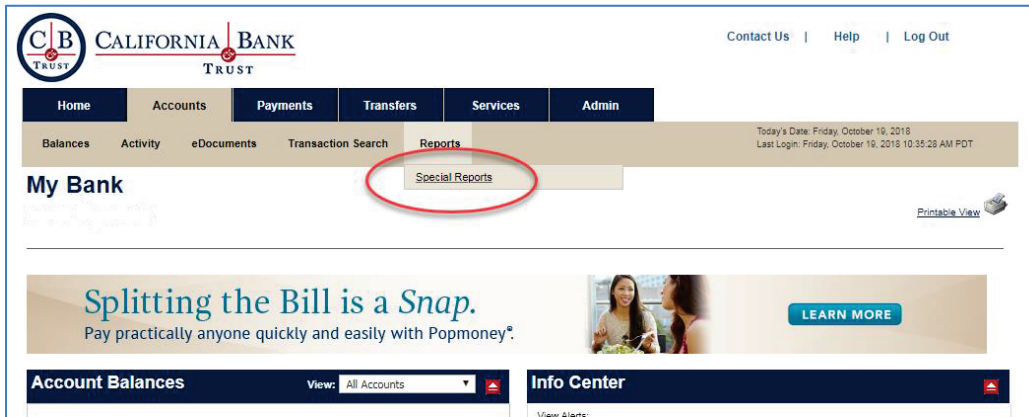 C B
& 
TRUST
CALIFORNIA BANK
&
TRUST
Contact Us | Help | Log Out
Home Accounts Payments Transfers Services Admin
Balances Activity eDocuments Transaction Search Reports
Today's Date: Friday, October 19, 2018
Last Login: Friday, October 19, 2018 10:35:28 AM PDT
Special Reports
My Bank
Printable View
Splitting the Bill is a Snap.
Pay practically anyone quickly and easily with Popmoney®.
LEARN MORE
Account Balances View: All Accounts
Info Center
View Alerts: